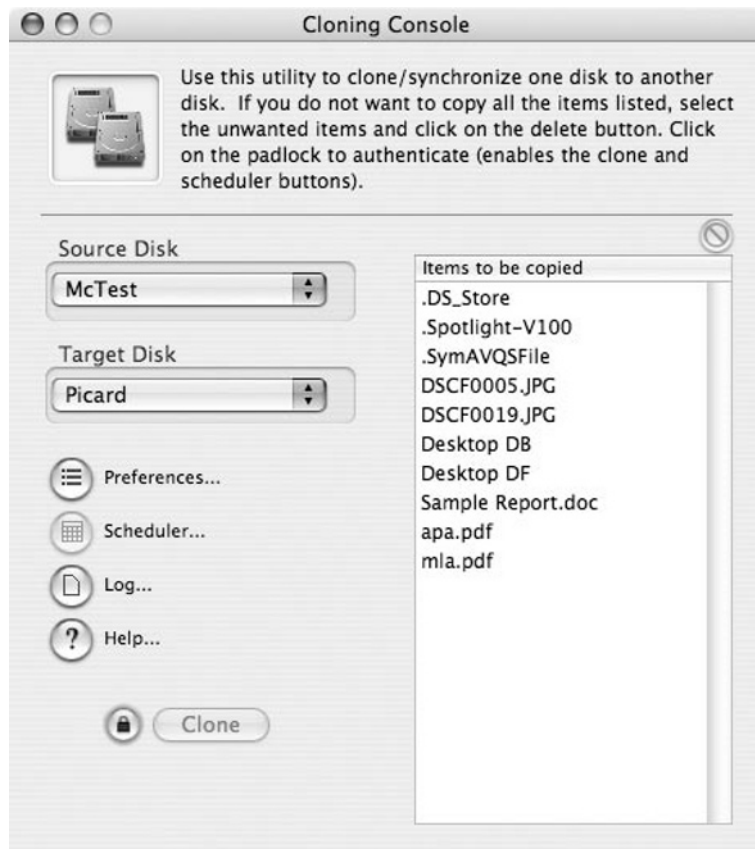 Cloning Console
Use this utility to clone/synchronize one disk to another
disk. If you do not want to copy all the items listed, select
the unwanted items and click on the delete button. Click
on the padlock to authenticate (enables the clone and
scheduler buttons).
Source Disk
McTest
Target Disk
Picard
Preferences...
Scheduler...
Log...
? Help...
Clone
Items to be copied
.DS_Store
.Spotlight-V100
.SymAVQSFile
DSCF0005.JPG
DSCF0019.JPG
Desktop DB
Desktop DF
Sample Report.doc
apa.pdf
mla.pdf